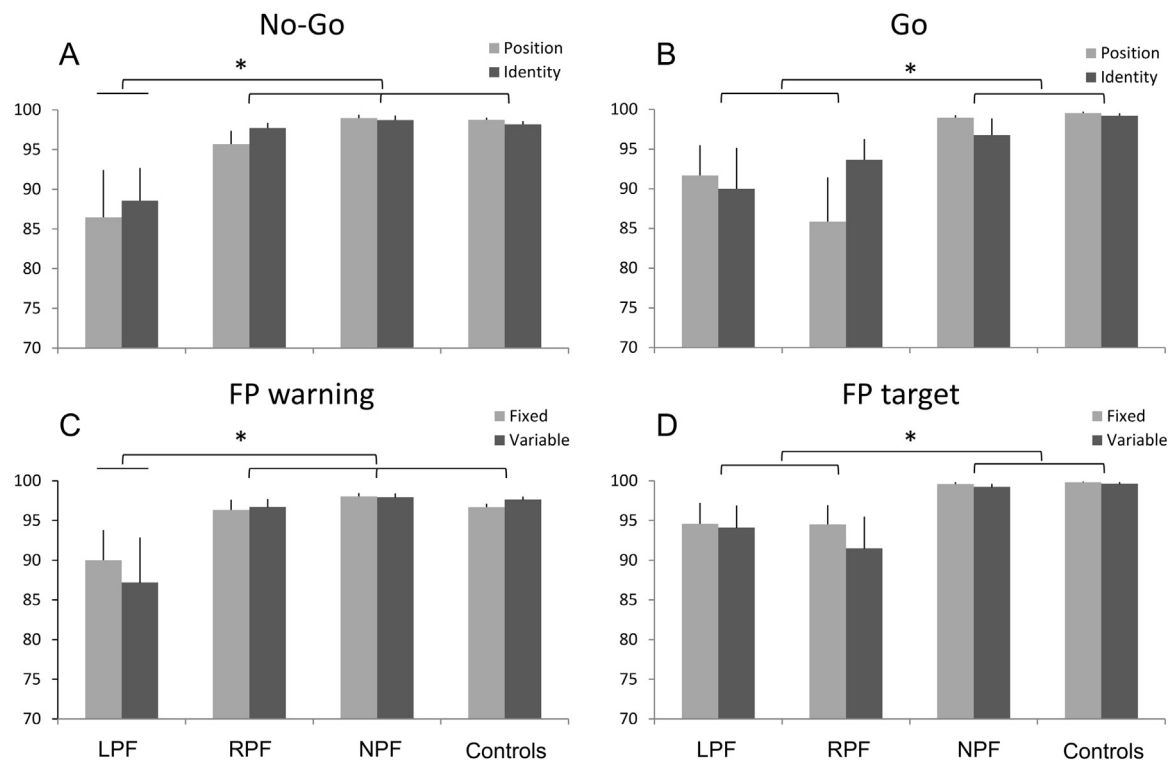 No-Go
A
Position
Identity
*
100
95
90
85
80
75
70
Go
B
Position
Identity
*
100
95
90
85
80
75
70
FP warning
C
Fixed
Variable
*
100
95
90
85
80
75
70
LPF RPF NPF Controls
FP target
D
Fixed
Variable
*
100
95
90
85
80
75
70
LPF RPF NPF Controls